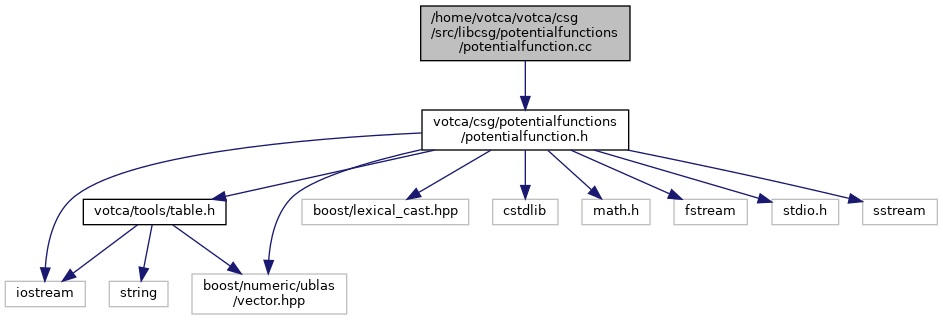 /home/votca/votca/csg
/src/libcsg/potentialfunctions
/potentialfunction.cc
votca/csg/potentialfunctions
/potentialfunction.h
votca/tools/table.h
boost/lexical_cast.hpp
cstdlib
math.h
fstream
stdio.h
sstream
iostream
string
boost/numeric/ublas
/vector.hpp